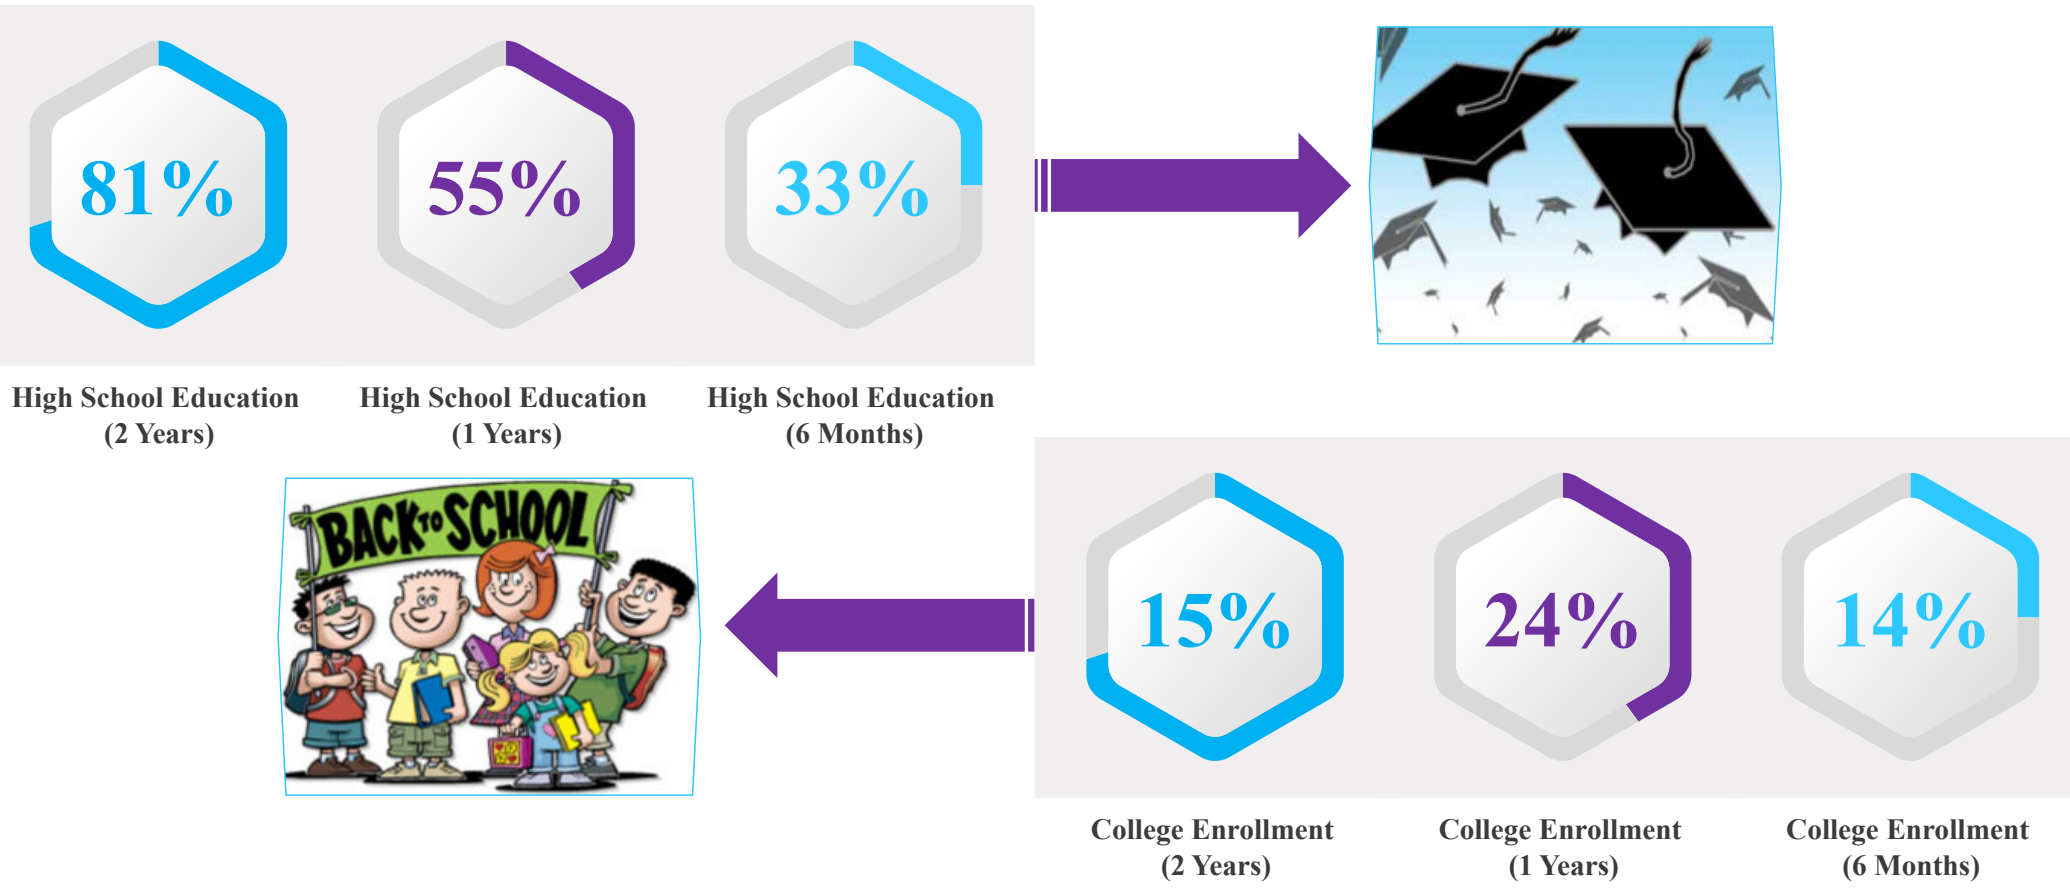 81%
55%
33%
High School Education
(2 Years)
High School Education
(1 Years)
High School Education
(6 Months)
BACK TO SCHOOL
15%
24%
14%
College Enrollment
(2 Years)
College Enrollment
(1 Years)
College Enrollment
(6 Months)